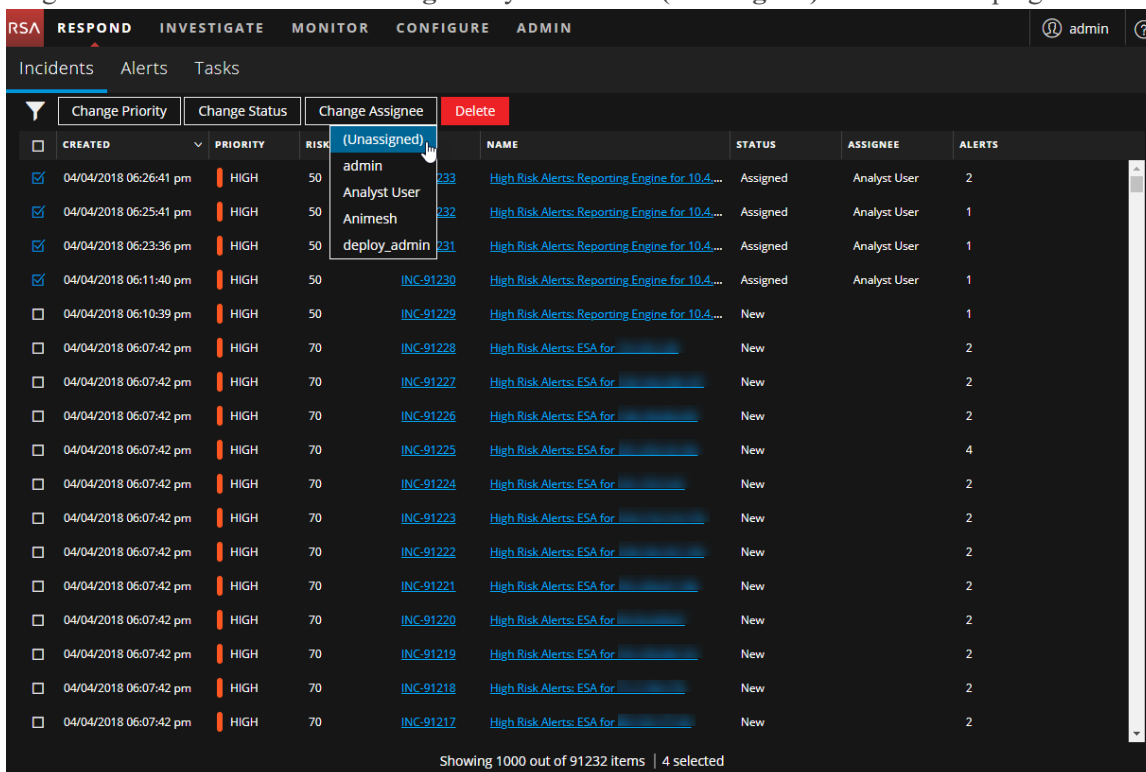 RSA RESPOND INVESTIGATE MONITOR CONFIGURE ADMIN admin
Incidents Alerts Tasks
Change Priority Change Status Change Assignee Delete
(Unassigned)
admin
Analyst User
Animesh
deploy_admin
CREATED PRIORITY RISK NAME STATUS ASSIGNEE ALERTS
04/04/2018 06:26:41 pm HIGH 50 233 High Risk Alerts: Reporting Engine for 10.4.... Assigned Analyst User 2
04/04/2018 06:25:41 pm HIGH 50 232 High Risk Alerts: Reporting Engine for 10.4.... Assigned Analyst User 1
04/04/2018 06:23:36 pm HIGH 50 231 High Risk Alerts: Reporting Engine for 10.4.... Assigned Analyst User 1
04/04/2018 06:11:40 pm HIGH 50 INC-91230 High Risk Alerts: Reporting Engine for 10.4.... Assigned Analyst User 1
04/04/2018 06:10:39 pm HIGH 50 INC-91229 High Risk Alerts: Reporting Engine for 10.4.... New 1
04/04/2018 06:07:42 pm HIGH 70 INC-91228 High Risk Alerts: ESA for New 2
04/04/2018 06:07:42 pm HIGH 70 INC-91227 High Risk Alerts: ESA for New 2
04/04/2018 06:07:42 pm HIGH 70 INC-91226 High Risk Alerts: ESA for New 2
04/04/2018 06:07:42 pm HIGH 70 INC-91225 High Risk Alerts: ESA for New 4
04/04/2018 06:07:42 pm HIGH 70 INC-91224 High Risk Alerts: ESA for New 2
04/04/2018 06:07:42 pm HIGH 70 INC-91223 High Risk Alerts: ESA for New 2
04/04/2018 06:07:42 pm HIGH 70 INC-91222 High Risk Alerts: ESA for New 2
04/04/2018 06:07:42 pm HIGH 70 INC-91221 High Risk Alerts: ESA for New 2
04/04/2018 06:07:42 pm HIGH 70 INC-91220 High Risk Alerts: ESA for New 2
04/04/2018 06:07:42 pm HIGH 70 INC-91219 High Risk Alerts: ESA for New 2
04/04/2018 06:07:42 pm HIGH 70 INC-91218 High Risk Alerts: ESA for New 2
04/04/2018 06:07:42 pm HIGH 70 INC-91217 High Risk Alerts: ESA for New 2
Showing 1000 out of 91232 items | 4 selected